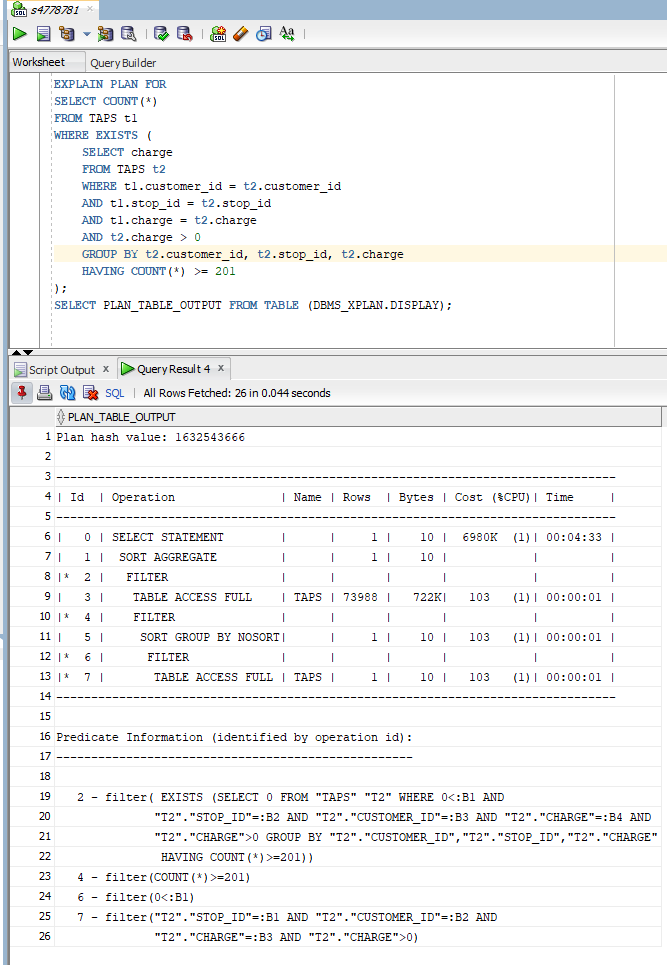 s4778781
Worksheet Query Builder
EXPLAIN PLAN FOR
SELECT COUNT(*)
FROM TAPS t1
WHERE EXISTS (
    SELECT charge
    FROM TAPS t2
    WHERE t1.customer_id = t2.customer_id
    AND t1.stop_id = t2.stop_id
    AND t1.charge = t2.charge
    AND t2.charge > 0
    GROUP BY t2.customer_id, t2.stop_id, t2.charge
    HAVING COUNT(*) >= 201
);
SELECT PLAN_TABLE_OUTPUT FROM TABLE (DBMS_XPLAN.DISPLAY);
Script Output x Query Result 4 x
SQL | All Rows Fetched: 26 in 0.044 seconds
PLAN_TABLE_OUTPUT
1 Plan hash value: 1632543666
2
3 --------------------------------------------------------------------------------
4 | Id  | Operation              | Name | Rows  | Bytes | Cost (%CPU)| Time     |
5 --------------------------------------------------------------------------------
6 |   0 | SELECT STATEMENT       |      |     1 |    10 |  6980K  (1)| 00:04:33 |
7 |   1 |  SORT AGGREGATE        |      |     1 |    10 |            |          |
8 |*  2 |   FILTER               |      |       |       |            |          |
9 |   3 |    TABLE ACCESS FULL   | TAPS | 73988 |   722K|   103   (1)| 00:00:01 |
10 |*  4 |    FILTER              |      |       |       |            |          |
11 |   5 |     SORT GROUP BY NOSORT|      |     1 |    10 |   103   (1)| 00:00:01 |
12 |*  6 |      FILTER            |      |       |       |            |          |
13 |*  7 |       TABLE ACCESS FULL | TAPS |     1 |    10 |   103   (1)| 00:00:01 |
14 --------------------------------------------------------------------------------
15
16 Predicate Information (identified by operation id):
17 ---------------------------------------------------
18
19    2 - filter( EXISTS (SELECT 0 FROM "TAPS" "T2" WHERE 0<:B1 AND
20               "T2"."STOP_ID"=:B2 AND "T2"."CUSTOMER_ID"=:B3 AND "T2"."CHARGE"=:B4 AND
21               "T2"."CHARGE">0 GROUP BY "T2"."CUSTOMER_ID","T2"."STOP_ID","T2"."CHARGE"
22                HAVING COUNT(*)>=201))
23    4 - filter(COUNT(*)>=201)
24    6 - filter(0<:B1)
25    7 - filter("T2"."STOP_ID"=:B1 AND "T2"."CUSTOMER_ID"=:B2 AND
26               "T2"."CHARGE"=:B3 AND "T2"."CHARGE">0)